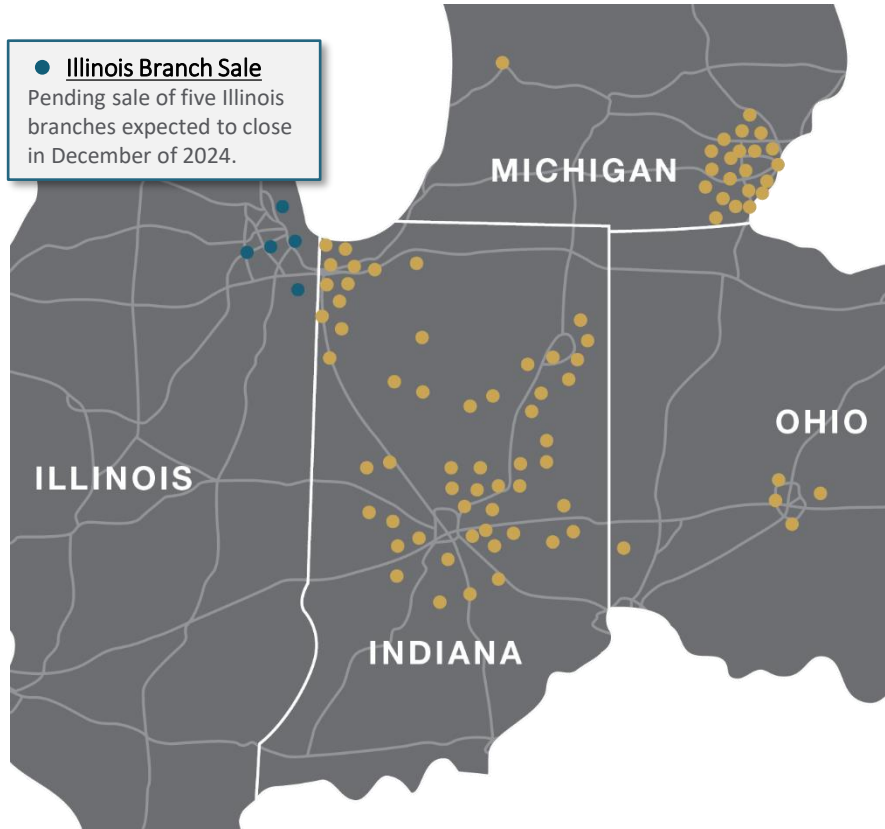 Illinois Branch Sale
Pending sale of five Illinois
branches expected to close
in December of 2024.
MICHIGAN
OHIO
ILLINOIS
INDIANA